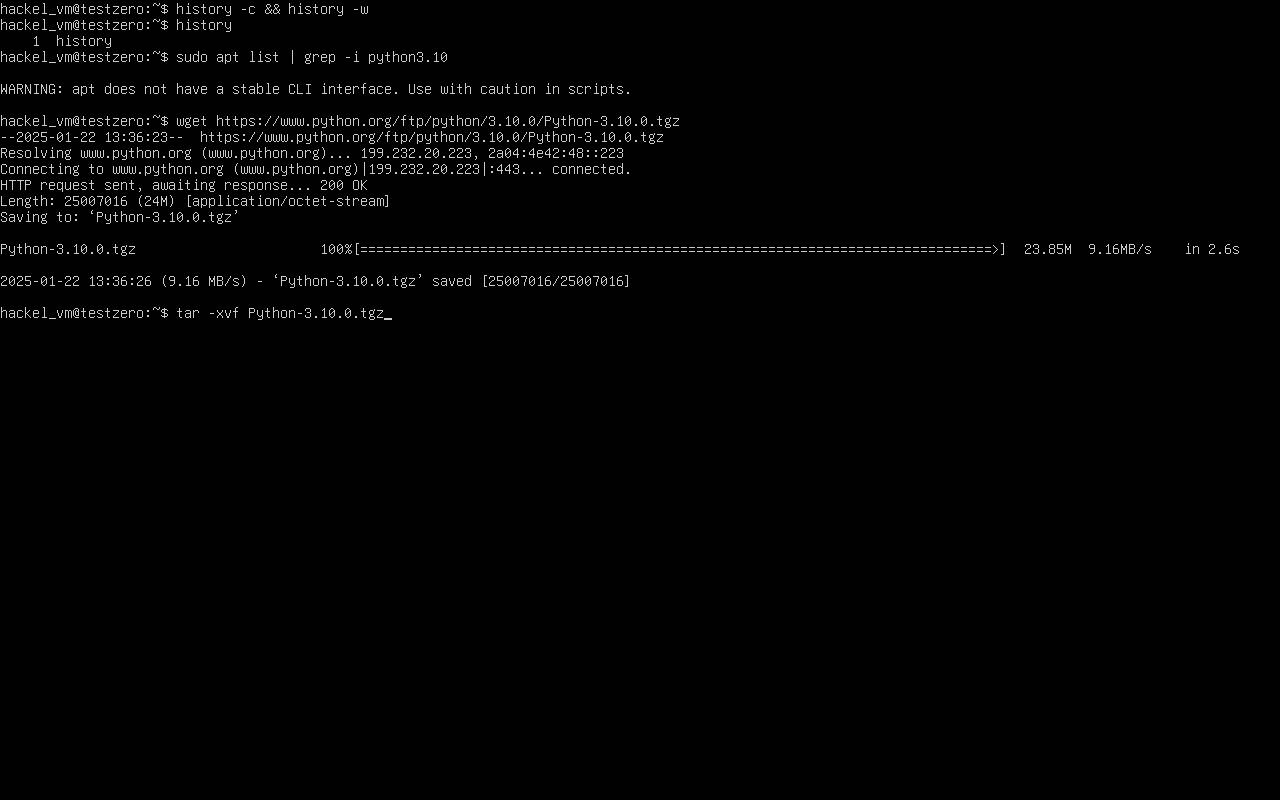 hackel_vm@testzero:~$ history -c && history -w
hackel_vm@testzero:~$ history
    1  history
hackel_vm@testzero:~$ sudo apt list | grep -i python3.10

WARNING: apt does not have a stable CLI interface. Use with caution in scripts.

hackel_vm@testzero:~$ wget https://www.python.org/ftp/python/3.10.0/Python-3.10.0.tgz
--2025-01-22 13:36:23--  https://www.python.org/ftp/python/3.10.0/Python-3.10.0.tgz
Resolving www.python.org (www.python.org)... 199.232.20.223, 2a04:4e42:48::223
Connecting to www.python.org (www.python.org)|199.232.20.223|:443... connected.
HTTP request sent, awaiting response... 200 OK
Length: 25007016 (24M) [application/octet-stream]
Saving to: ‘Python-3.10.0.tgz’

Python-3.10.0.tgz                       100%[===============================================================================>]  23.85M  9.16MB/s    in 2.6s

2025-01-22 13:36:26 (9.16 MB/s) - ‘Python-3.10.0.tgz’ saved [25007016/25007016]

hackel_vm@testzero:~$ tar -xvf Python-3.10.0.tgz_